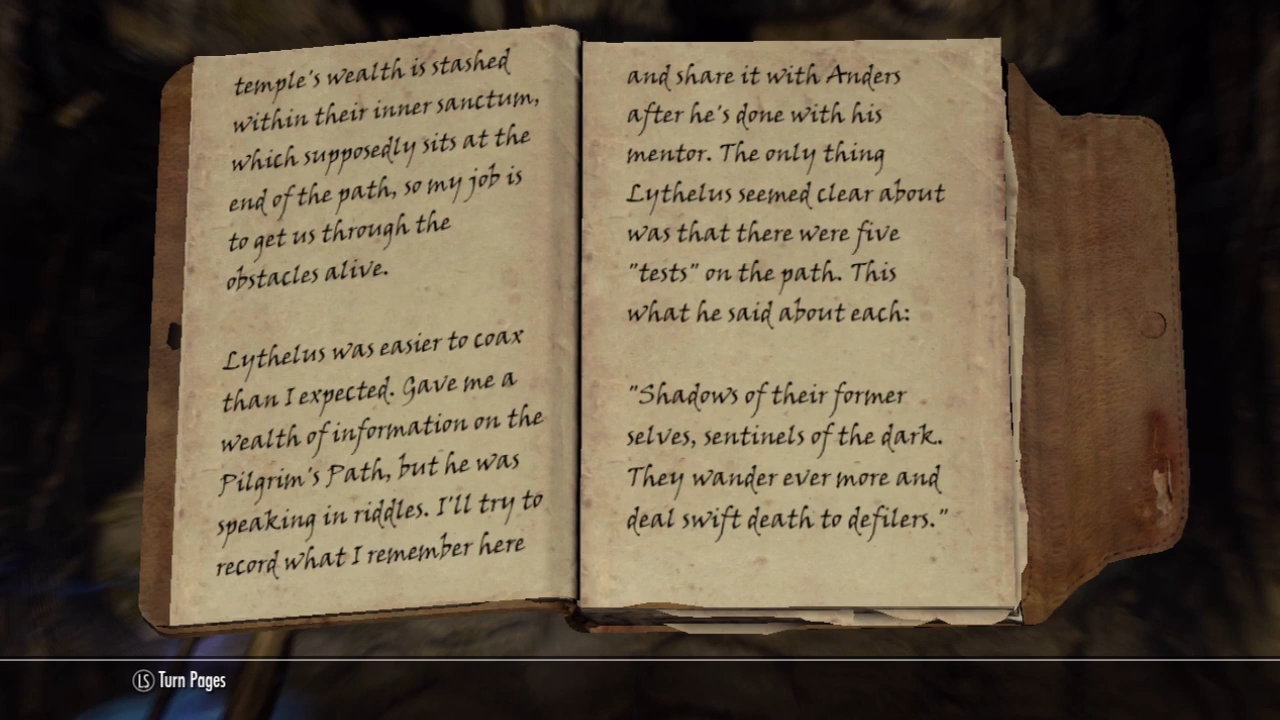 temple's wealth is stashed
within their inner sanctum,
which supposedly sits at the
end of the path, so my job is
to get us through the
obstacles alive.
Lythelus was easier to coax
than I expected. Gave me a
wealth of information on the
Pilgrim's Path, but he was
speaking in riddles. I'll try to
record what I remember here
and share it with Anders
after he's done with his
mentor. The only thing
Lythelus seemed clear about
was that there were five
"tests" on the path. This
what he said about each:
"Shadows of their former
selves, sentinels of the dark.
They wander ever more and
deal swift death to defilers."
LS Turn Pages